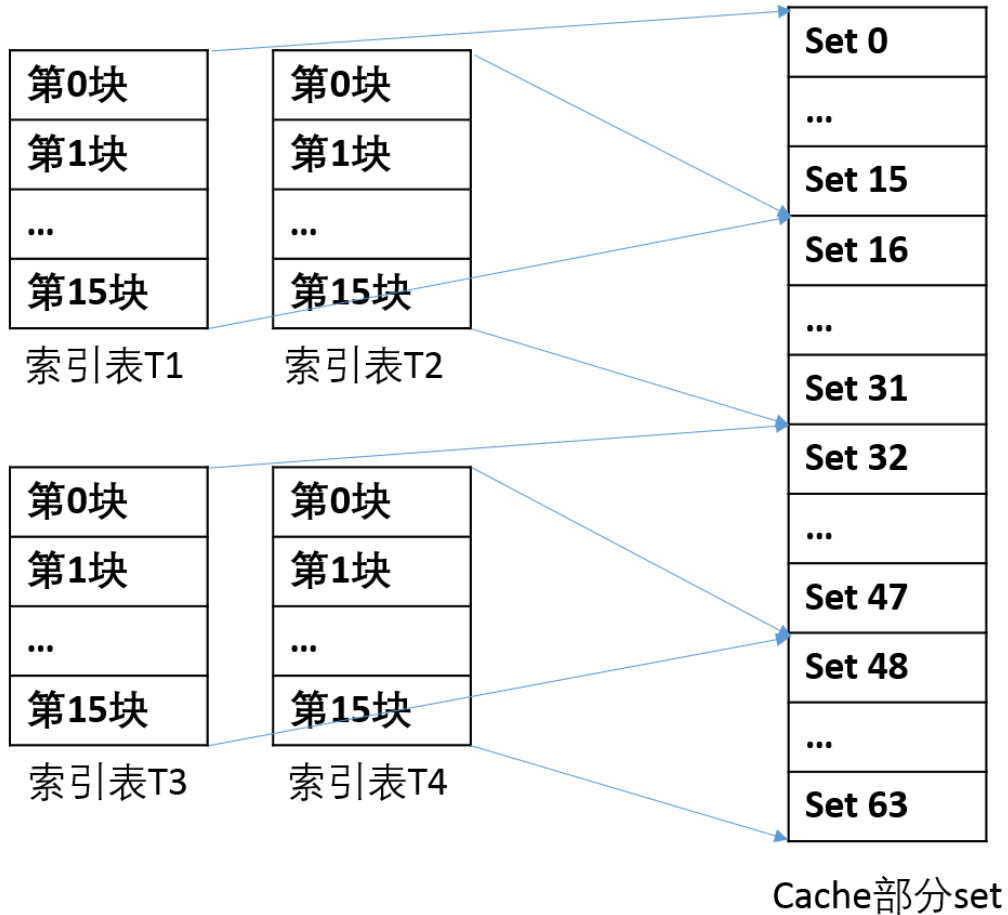 第0块
第1块
...
第15块
索引表T1
第0块
第1块
...
第15块
索引表T2
第0块
第1块
...
第15块
索引表T3
第0块
第1块
...
第15块
索引表T4
Set 0
...
Set 15
Set 16
...
Set 31
Set 32
...
Set 47
Set 48
...
Set 63
Cache部分set